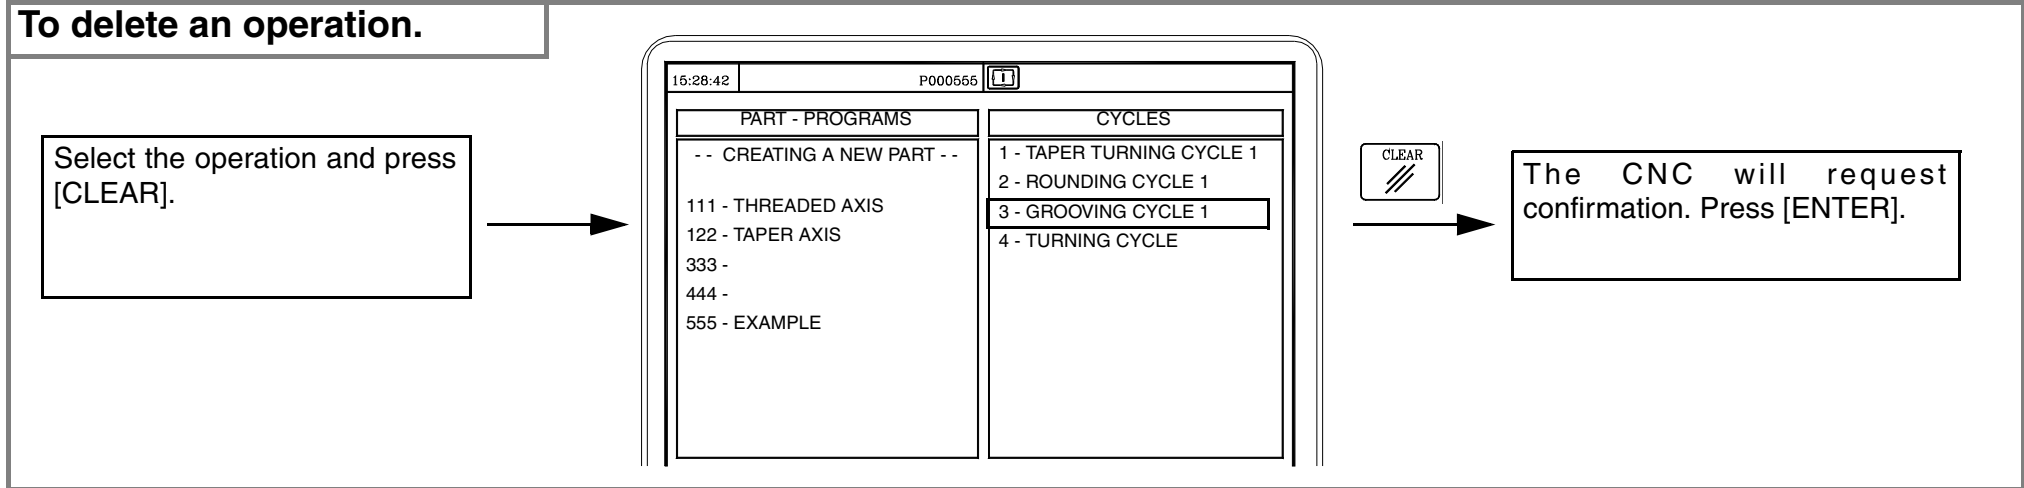 To delete an operation.
Select the operation and press
[CLEAR].
15:28:42
P000555
PART - PROGRAMS
- - CREATING A NEW PART - -
111 - THREADED AXIS
122 - TAPER AXIS
333 -
444 -
555 - EXAMPLE
CYCLES
1 - TAPER TURNING CYCLE 1
2 - ROUNDING CYCLE 1
3 - GROOVING CYCLE 1
4 - TURNING CYCLE
CLEAR
The CNC will request
confirmation. Press [ENTER].